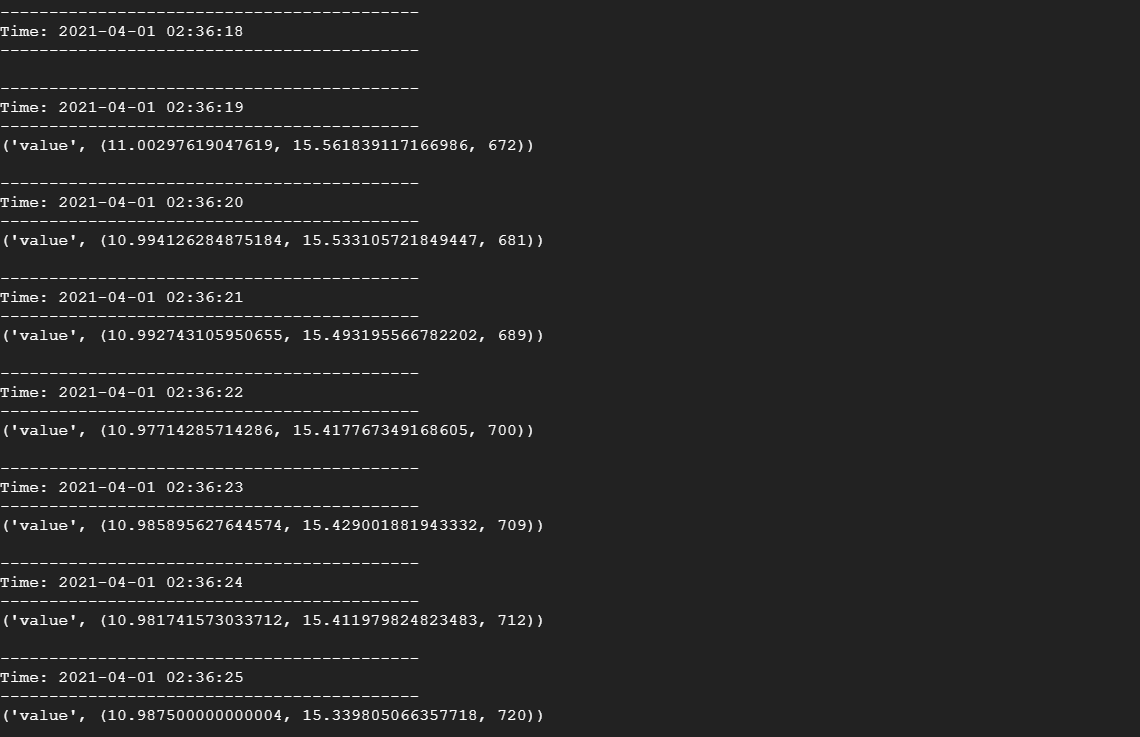 -------------------------------------------
Time: 2021-04-01 02:36:18
-------------------------------------------
-------------------------------------------
Time: 2021-04-01 02:36:19
-------------------------------------------
('value', (11.00297619047619, 15.561839117166986, 672))
-------------------------------------------
Time: 2021-04-01 02:36:20
-------------------------------------------
('value', (10.994126284875184, 15.533105721849447, 681))
-------------------------------------------
Time: 2021-04-01 02:36:21
-------------------------------------------
('value', (10.992743105950655, 15.493195566782202, 689))
-------------------------------------------
Time: 2021-04-01 02:36:22
-------------------------------------------
('value', (10.97714285714286, 15.417767349168605, 700))
-------------------------------------------
Time: 2021-04-01 02:36:23
-------------------------------------------
('value', (10.985895627644574, 15.429001881943332, 709))
-------------------------------------------
Time: 2021-04-01 02:36:24
-------------------------------------------
('value', (10.981741573033712, 15.411979824823483, 712))
-------------------------------------------
Time: 2021-04-01 02:36:25
-------------------------------------------
('value', (10.987500000000004, 15.339805066357718, 720))